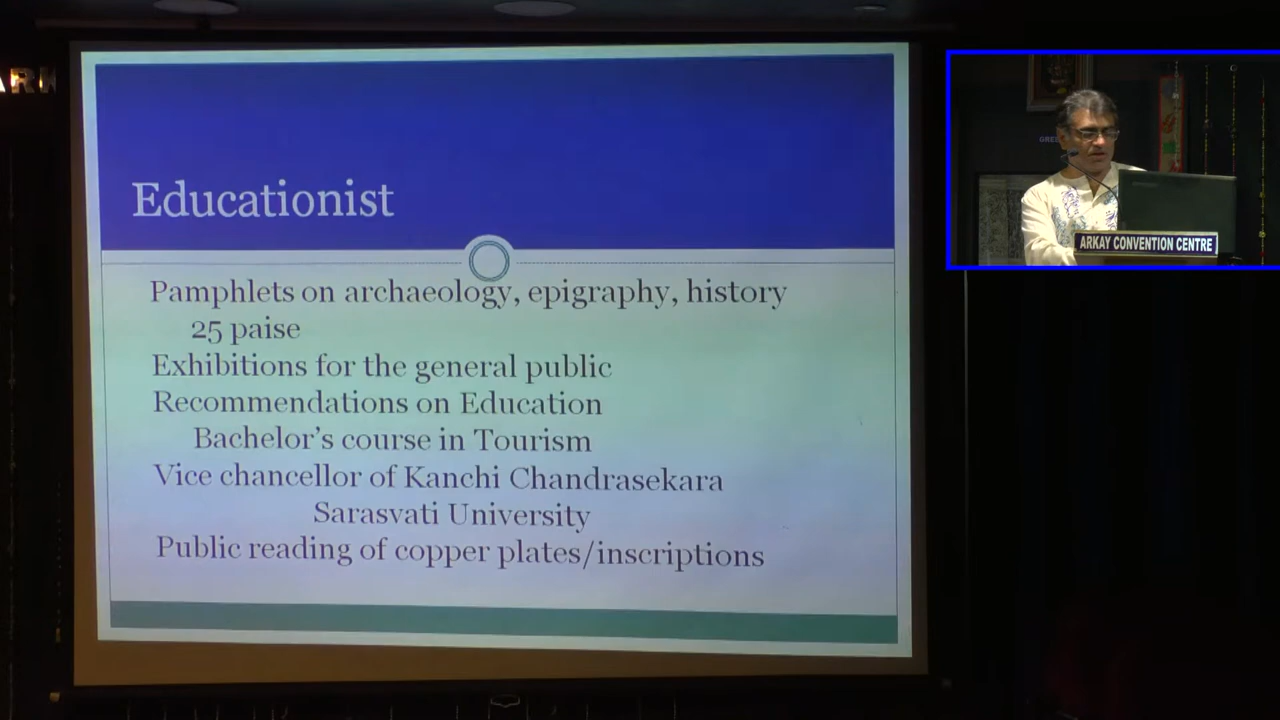 Educationist
Pamphlets on archaeology, epigraphy, history
25 paise
Exhibitions for the general public
Recommendations on Education
Bachelor's course in Tourism
Vice chancellor of Kanchi Chandrasekara
Sarasvati University
Public reading of copper plates/inscriptions
ARKAY CONVENTION CENTRE